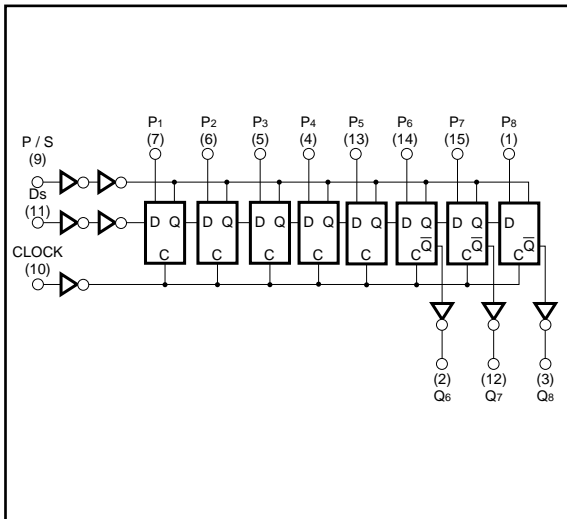 P1 P2 P3 P4 P5 P6 P7 P8
(7) (6) (5) (4) (13) (14) (15) (1)
P / S
(9)
Ds
(11)
D Q D Q D Q D Q D Q D Q D Q D
Q Q Q
C C C C C C C C
CLOCK
(10)
(2) (12) (3)
Q6 Q7 Q8